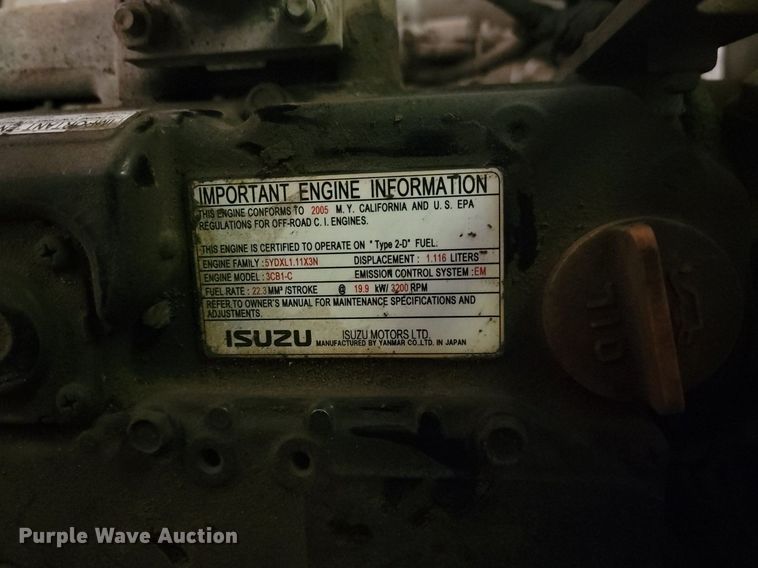 IMPORTANT EN
IMPORTANT ENGINE INFORMATION
THIS ENGINE CONFORMS TO 2005 M.Y. CALIFORNIA AND U.S. EPA
REGULATIONS FOR OFF-ROAD C.I. ENGINES.
THIS ENGINE IS CERTIFIED TO OPERATE ON "Type 2-D" FUEL.
ENGINE FAMILY : 5YDXL1.11X3N DISPLACEMENT : 1.116 LITERS
ENGINE MODEL : 3CB1-C EMISSION CONTROL SYSTEM : EM
FUEL RATE : 22.3 MM³/STROKE @ 19.9 kW/ 3200 RPM
REFER TO OWNER'S MANUAL FOR MAINTENANCE SPECIFICATIONS AND
ADJUSTMENTS.
ISUZU ISUZU MOTORS LTD.
MANUFACTURED BY YANMAR CO.,LTD. IN JAPAN
OIL
Purple Wave Auction